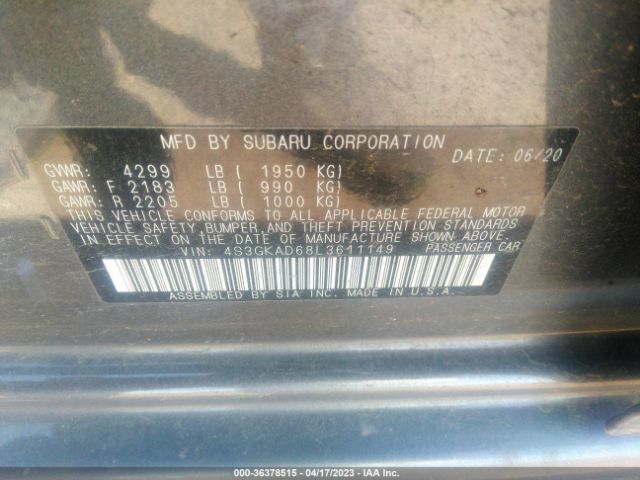 MFD BY SUBARU CORPORATION
DATE: 06/20
GVWR: 4299 LB ( 1950 KG)
GAWR: F 2183 LB ( 990 KG)
GAWR: R 2205 LB ( 1000 KG)
THIS VEHICLE CONFORMS TO ALL APPLICABLE FEDERAL MOTOR
VEHICLE SAFETY,BUMPER,AND THEFT PREVENTION STANDARDS
IN EFFECT ON THE DATE OF MANUFACTURE SHOWN ABOVE.
VIN: 4S3GKAD68L3611149 PASSENGER CAR
ASSEMBLED BY SIA INC. MADE IN U.S.A.
000-36378515 - 04/17/2023 - IAA Inc.